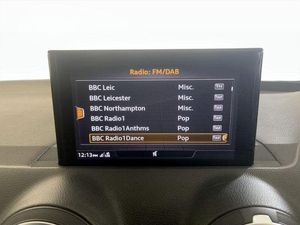 Radio: FM/DAB
BBC Leic Misc.
BBC Leicester Misc.
BBC Northampton Misc.
BBC Radio1 Pop
BBC Radio1Anthms Pop
BBC Radio1Dance Pop
12:13